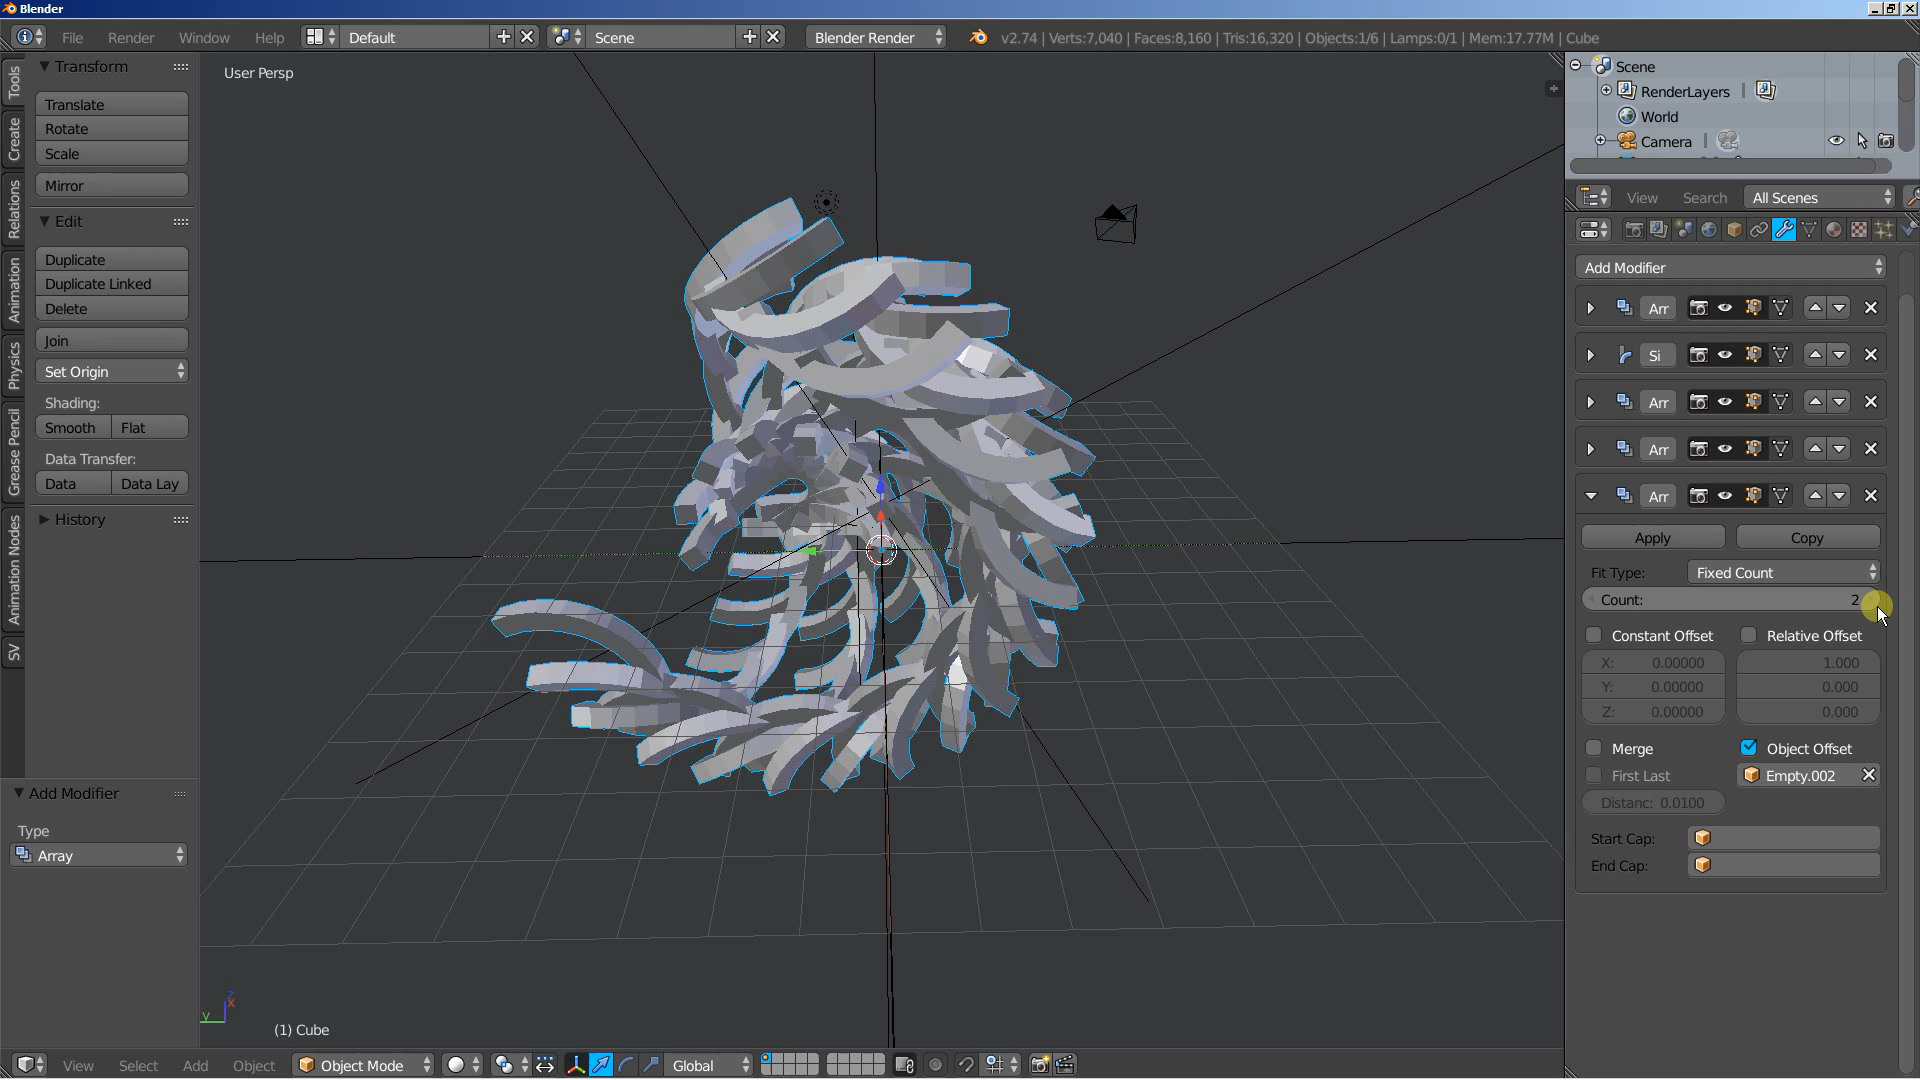 Blender
File Render Window Help Default Scene Blender Render v2.74 | Verts:7,040 | Faces:8,160 | Tris:16,320 | Objects:1/6 | Lamps:0/1 | Mem:17.77M | Cube
Tools
Create
Relations
Animation
Physics
Grease Pencil
Animation Nodes
SV
Transform
Translate
Rotate
Scale
Mirror
Edit
Duplicate
Duplicate Linked
Delete
Join
Set Origin
Shading:
Smooth Flat
Data Transfer:
Data Data Lay
History
Add Modifier
Type
Array
User Persp
z
x
y
(1) Cube
View Select Add Object Object Mode Global
Scene
RenderLayers |
World
Camera |
View Search All Scenes
Add Modifier
Arr
Si
Arr
Arr
Arr
Apply Copy
Fit Type: Fixed Count
Count: 2
Constant Offset Relative Offset
X: 0.00000 1.000
Y: 0.00000 0.000
Z: 0.00000 0.000
Merge Object Offset
First Last Empty.002
Distanc: 0.0100
Start Cap:
End Cap: